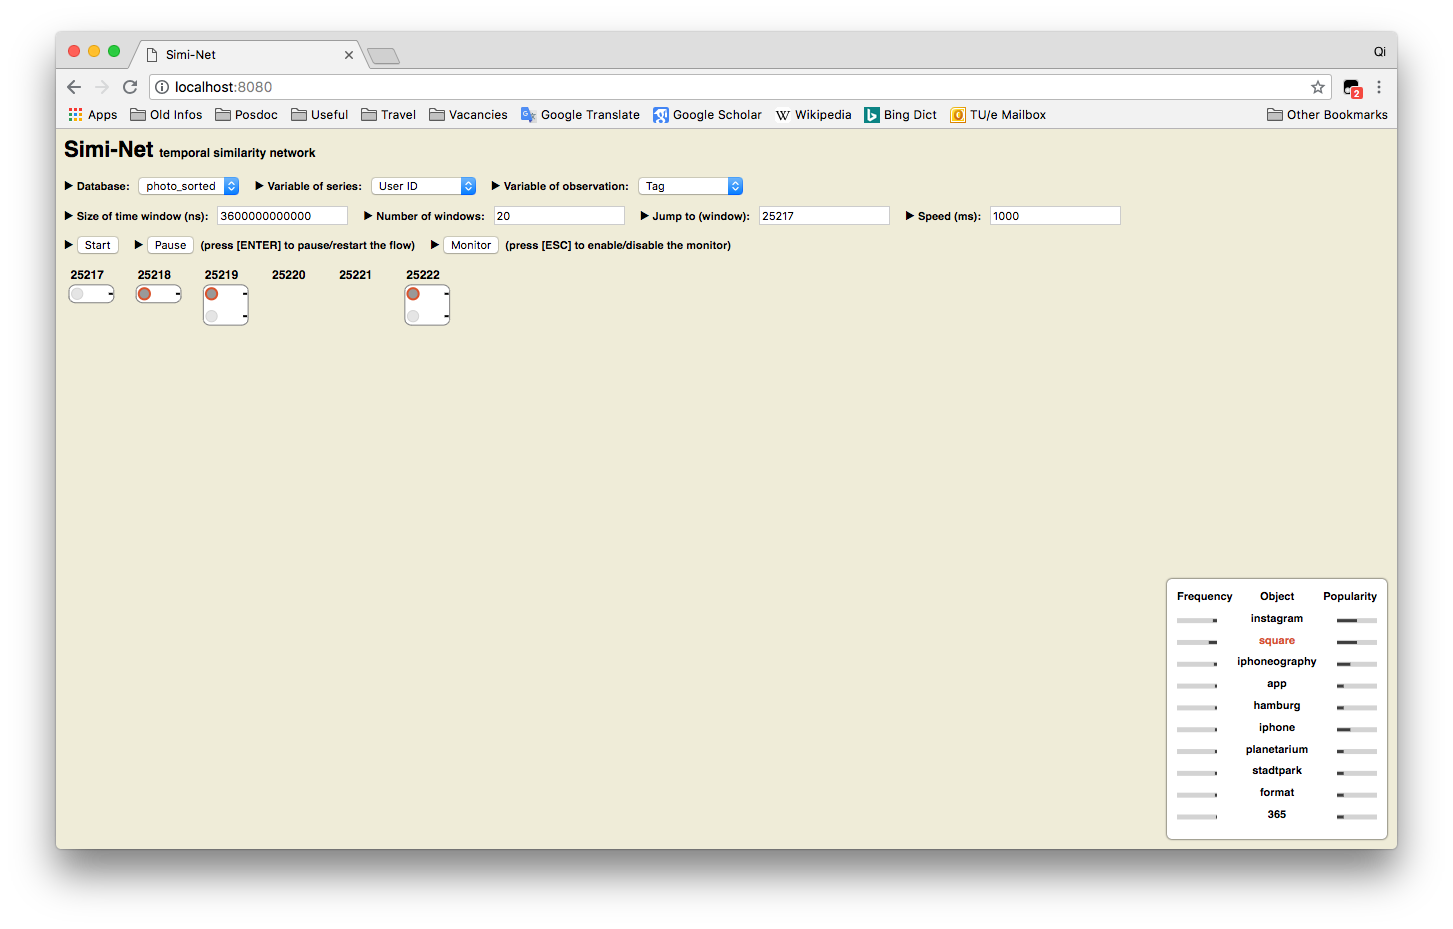 Simi-Net
Qi
localhost:8080
2
Apps Old Infos Posdoc Useful Travel Vacancies Google Translate Google Scholar W Wikipedia Bing Dict TU/e Mailbox Other Bookmarks
Simi-Net temporal similarity network
Database: photo_sorted Variable of series: User ID Variable of observation: Tag
Size of time window (ns): 3600000000000 Number of windows: 20 Jump to (window): 25217 Speed (ms): 1000
Start Pause (press [ENTER] to pause/restart the flow) Monitor (press [ESC] to enable/disable the monitor)
25217 25218 25219 25220 25221 25222
Frequency Object Popularity
instagram
square
iphoneography
app
hamburg
iphone
planetarium
stadtpark
format
365